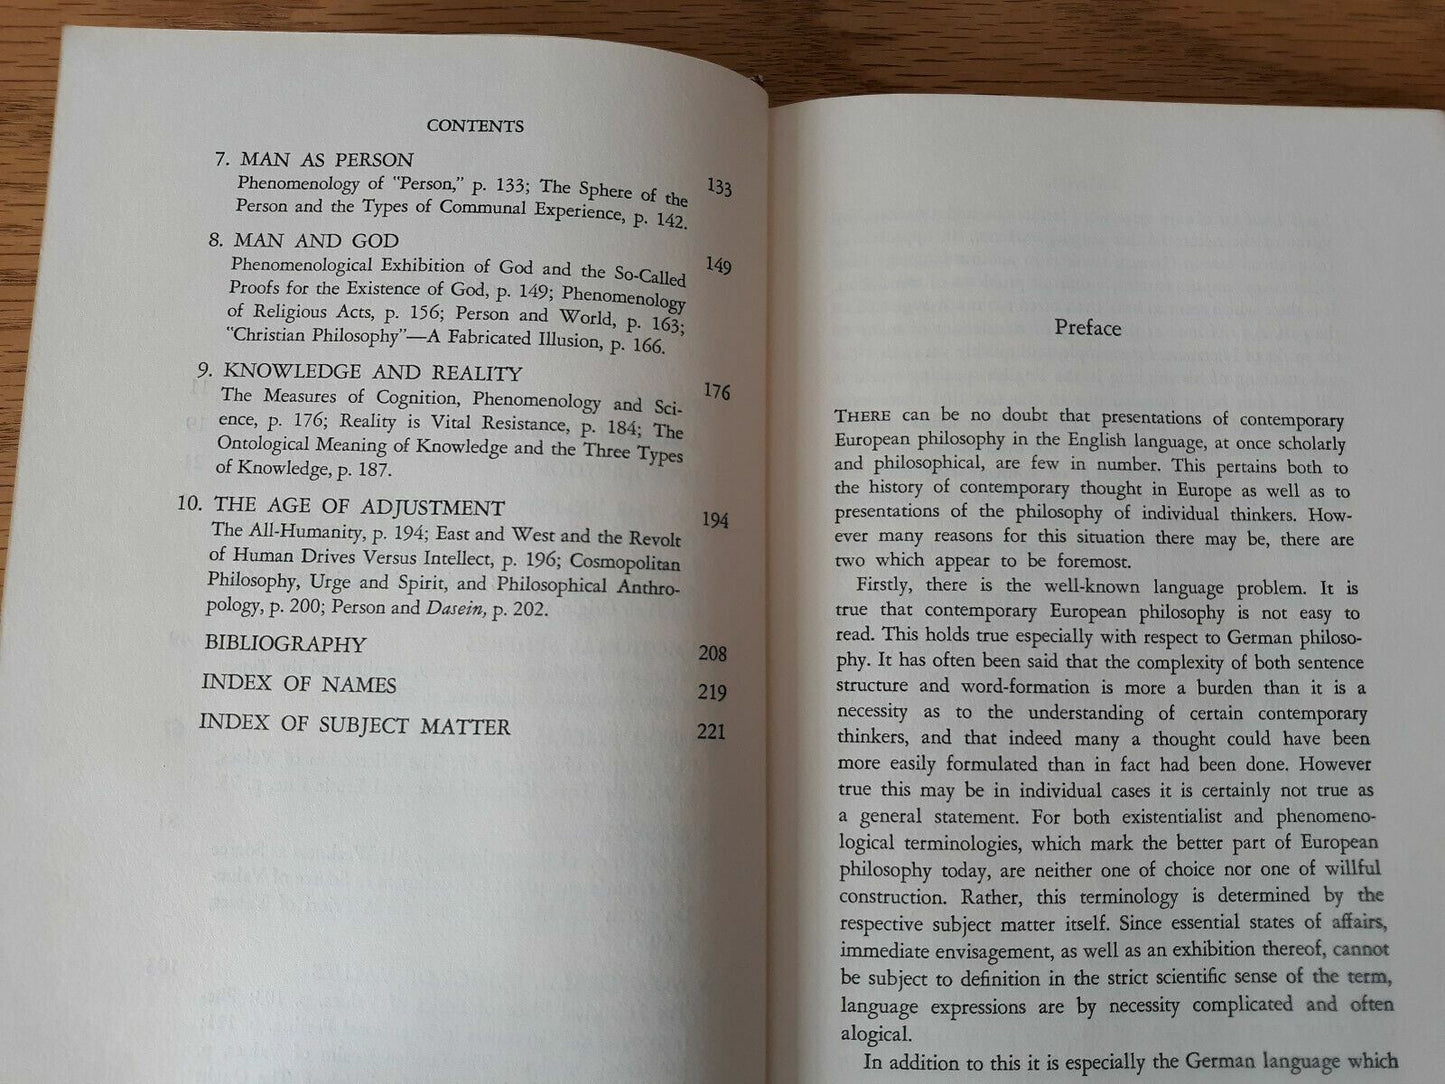 CONTENTS
7. MAN AS PERSON 133
Phenomenology of "Person," p. 133; The Sphere of the
Person and the Types of Communal Experience, p. 142.
8. MAN AND GOD 149
Phenomenological Exhibition of God and the So-Called
Proofs for the Existence of God, p. 149; Phenomenology
of Religious Acts, p. 156; Person and World, p. 163;
"Christian Philosophy"—A Fabricated Illusion, p. 166.
9. KNOWLEDGE AND REALITY 176
The Measures of Cognition, Phenomenology and Sci-
ence, p. 176; Reality is Vital Resistance, p. 184; The
Ontological Meaning of Knowledge and the Three Types
of Knowledge, p. 187.
10. THE AGE OF ADJUSTMENT 194
The All-Humanity, p. 194; East and West and the Revolt
of Human Drives Versus Intellect, p. 196; Cosmopolitan
Philosophy, Urge and Spirit, and Philosophical Anthro-
pology, p. 200; Person and Dasein, p. 202.
BIBLIOGRAPHY 208
INDEX OF NAMES 219
INDEX OF SUBJECT MATTER 221
Preface
THERE can be no doubt that presentations of contemporary
European philosophy in the English language, at once scholarly
and philosophical, are few in number. This pertains both to
the history of contemporary thought in Europe as well as to
presentations of the philosophy of individual thinkers. How-
ever many reasons for this situation there may be, there are
two which appear to be foremost.
Firstly, there is the well-known language problem. It is
true that contemporary European philosophy is not easy to
read. This holds true especially with respect to German philoso-
phy. It has often been said that the complexity of both sentence
structure and word-formation is more a burden than it is a
necessity as to the understanding of certain contemporary
thinkers, and that indeed many a thought could have been
more easily formulated than in fact had been done. However
true this may be in individual cases it is certainly not true as
a general statement. For both existentialist and phenomeno-
logical terminologies, which mark the better part of European
philosophy today, are neither one of choice nor one of willful
construction. Rather, this terminology is determined by the
respective subject matter itself. Since essential states of affairs,
immediate envisagement, as well as an exhibition thereof, cannot
be subject to definition in the strict scientific sense of the term,
language expressions are by necessity complicated and often
alogical.
In addition to this it is especially the German language which